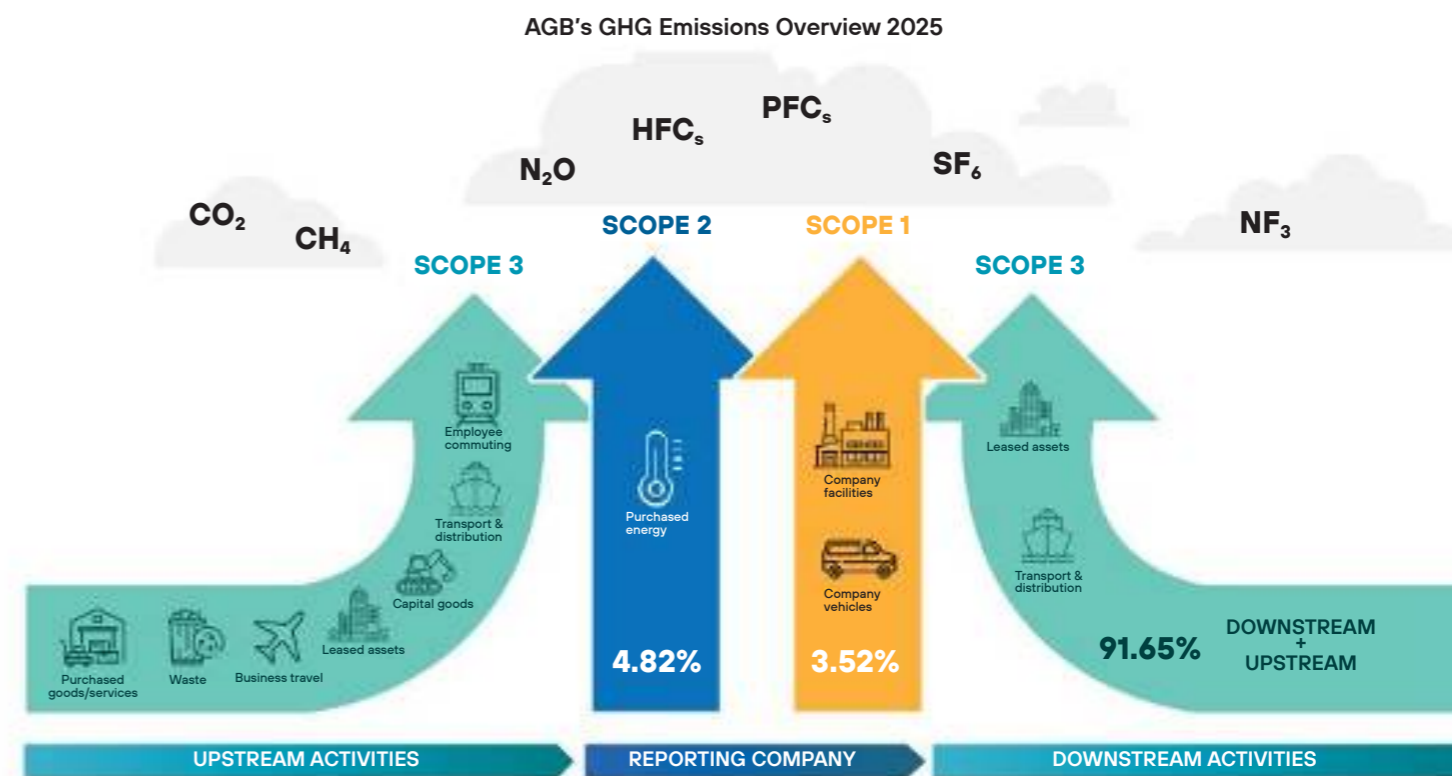 AGB's GHG Emissions Overview 2025
PFCs
HFCs
N₂O
SF₆
CO₂
CH₄
NF₃
SCOPE 3
SCOPE 2
SCOPE 1
SCOPE 3
Employee
commuting
Transport &
distribution
Capital goods
Leased assets
Business travel
Waste
Purchased
goods/services
Purchased
energy
4.82%
Company
facilities
Company
vehicles
3.52%
Leased assets
Transport &
distribution
91.65%
DOWNSTREAM
+
UPSTREAM
UPSTREAM ACTIVITIES
REPORTING COMPANY
DOWNSTREAM ACTIVITIES